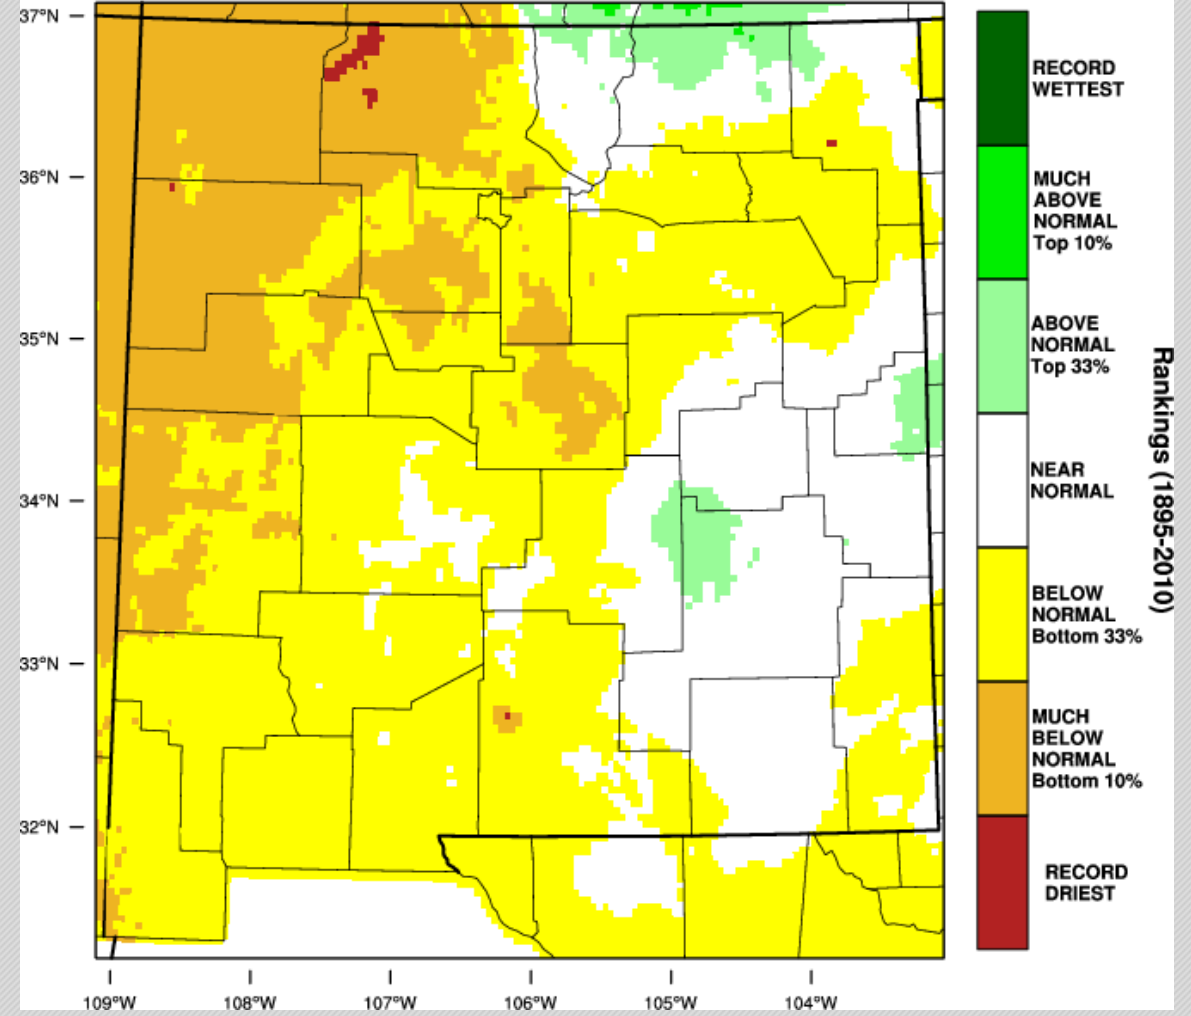 37°N
36°N
35°N
34°N
33°N
32°N
109°W
108°W
107°W
106°W
105°W
104°W
RECORD
WETTEST
MUCH
ABOVE
NORMAL
Top 10%
ABOVE
NORMAL
Top 33%
NEAR
NORMAL
BELOW
NORMAL
Bottom 33%
MUCH
BELOW
NORMAL
Bottom 10%
RECORD
DRIEST
Rankings (1895-2010)